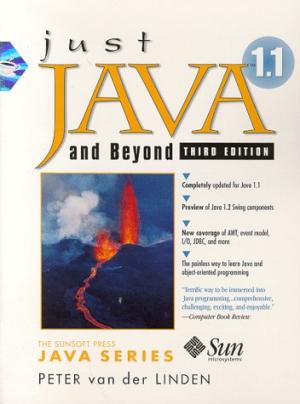 just
JAVA 1.1
and Beyond THIRD EDITION
Completely updated for Java 1.1
Preview of Java 1.2 Swing components
New coverage of AWT, event model,
I/O, JDBC, and more
The painless way to learn Java and
object-oriented programming
"Terrific way to be immersed into
Java programming...comprehensive,
challenging, exciting, and enjoyable."
—Computer Book Review
THE SUNSOFT PRESS
JAVA SERIES
Sun
microsystems
PETER van der LINDEN